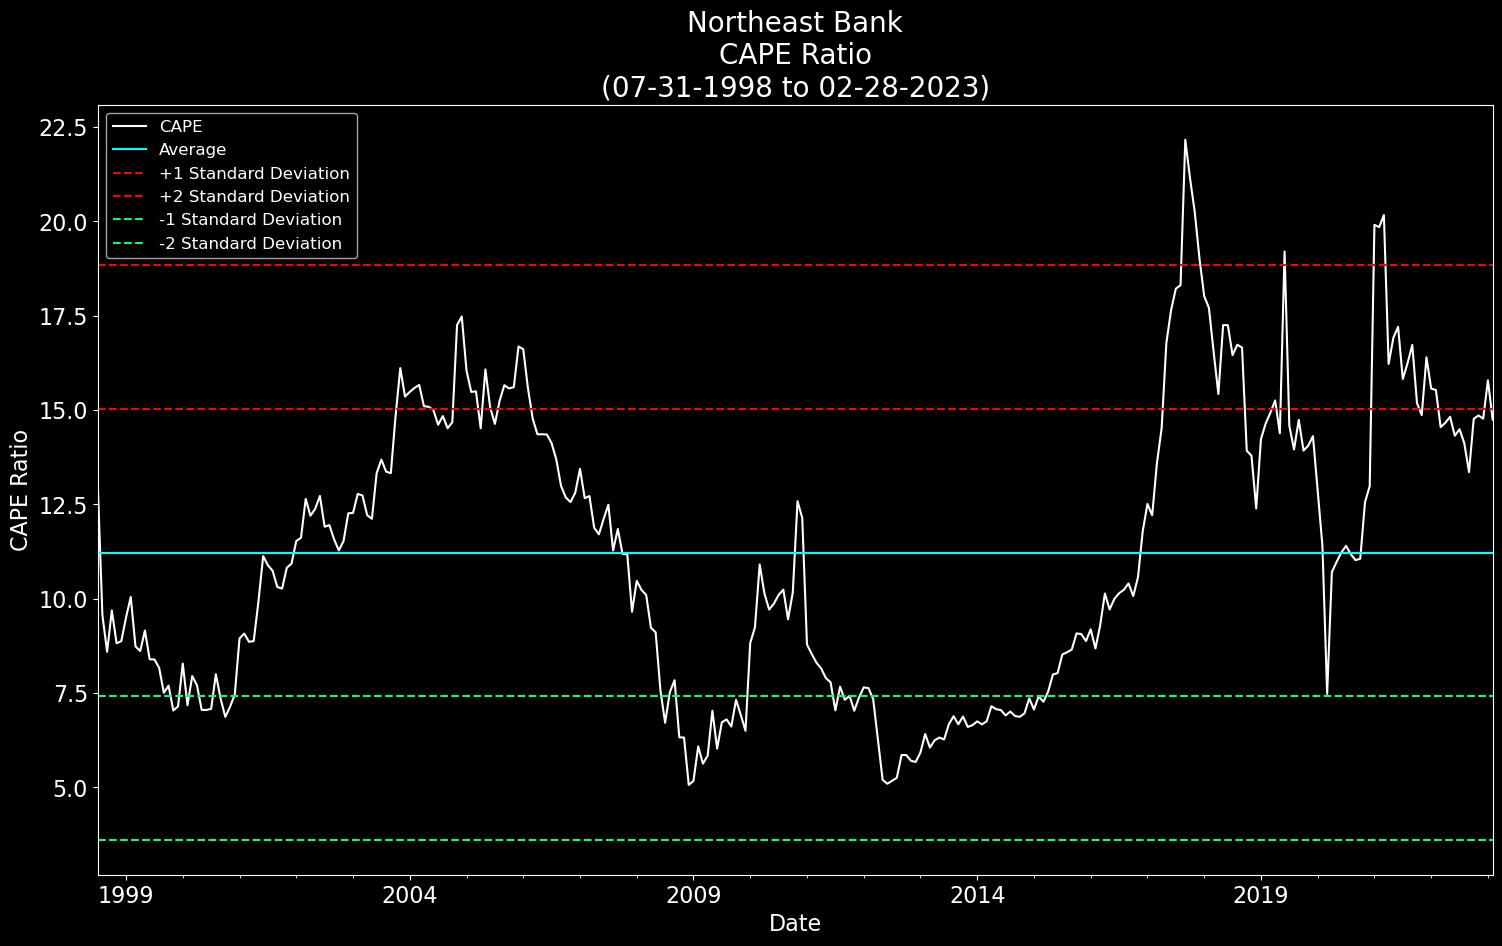 Northeast Bank
CAPE Ratio
(07-31-1998 to 02-28-2023)
CAPE
Average
+1 Standard Deviation
+2 Standard Deviation
-1 Standard Deviation
-2 Standard Deviation
22.5
20.0
17.5
15.0
12.5
10.0
7.5
5.0
CAPE Ratio
1999
2004
2009
2014
2019
Date